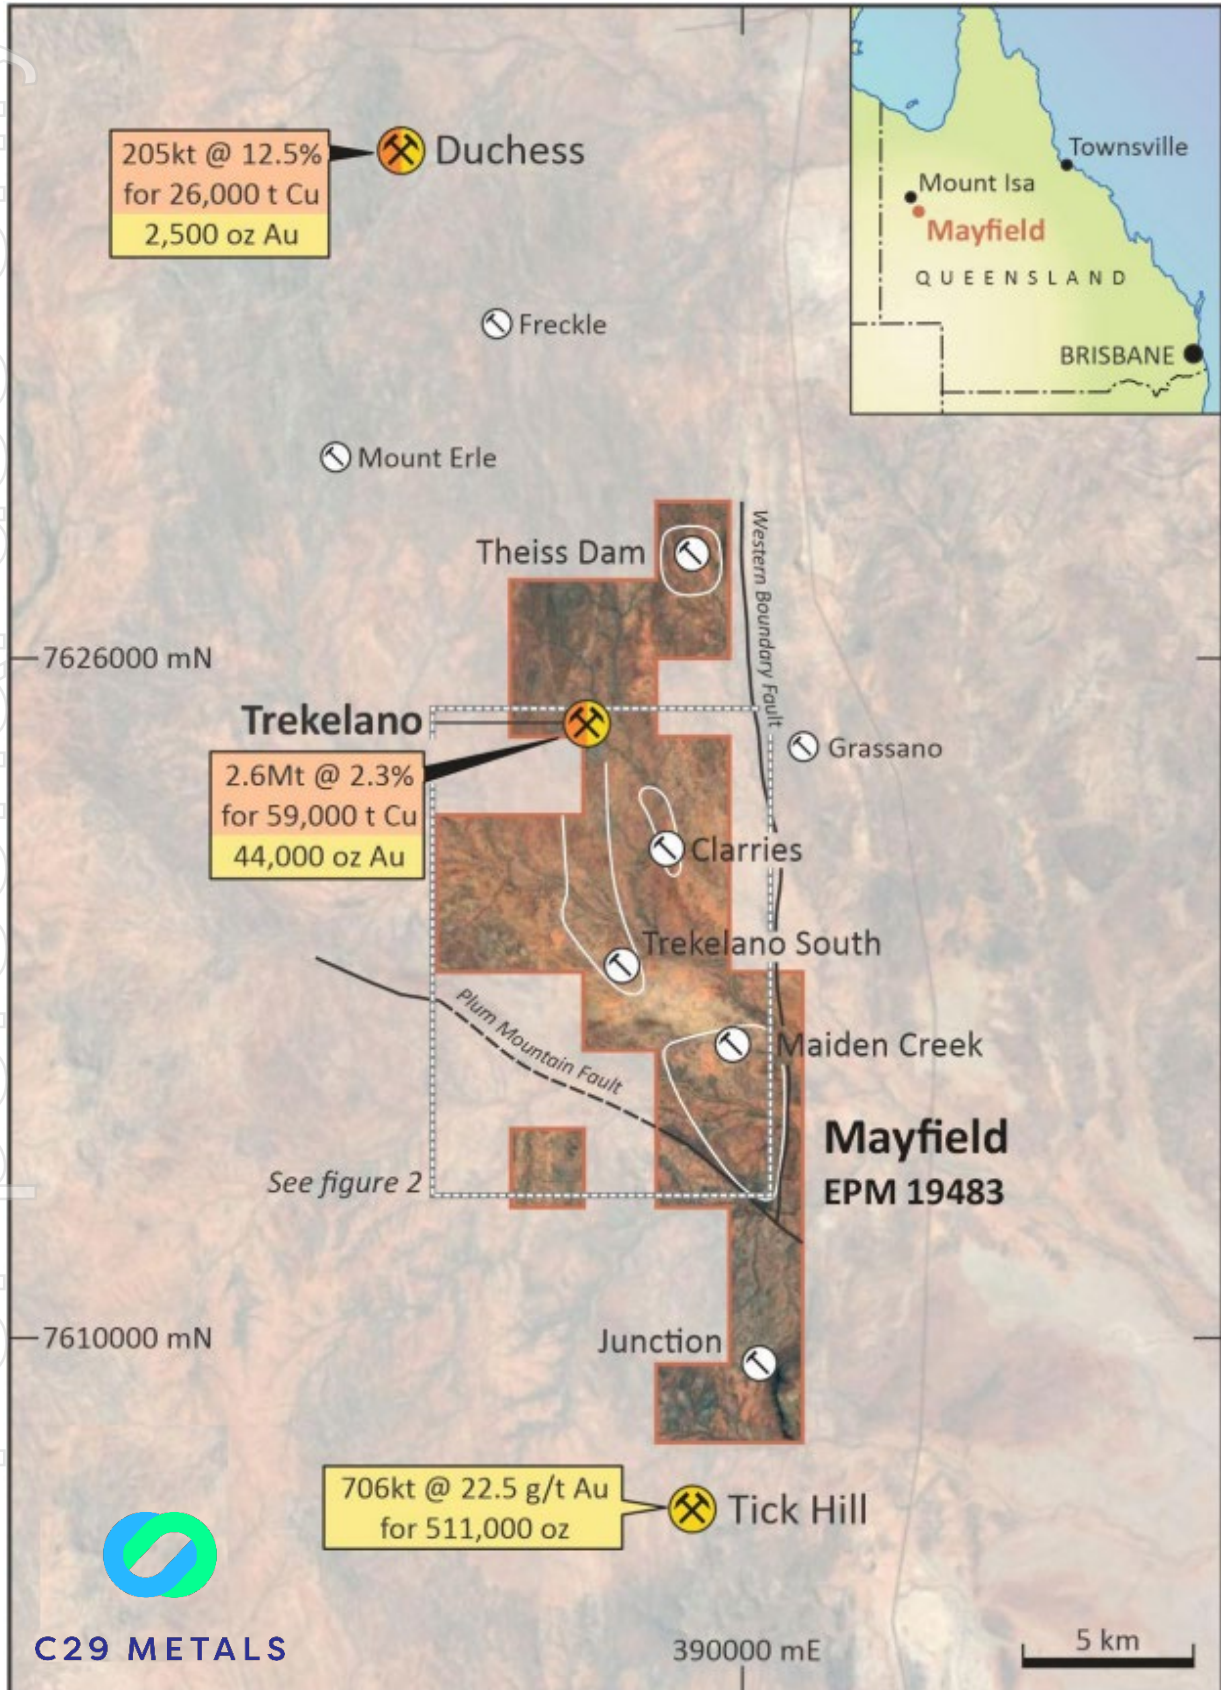 205kt @ 12.5%
for 26,000 t Cu
2,500 oz Au
Duchess
Townsville
Mount Isa
Mayfield
QUEENSLAND
BRISBANE
Freckle
Mount Erle
Theiss Dam
Western Boundary Fault
7626000 mN
Trekelano
2.6Mt @ 2.3%
for 59,000 t Cu
44,000 oz Au
Grassano
Clarries
Trekelano South
Plum Mountain Fault
Maiden Creek
Mayfield
EPM 19483
See figure 2
7610000 mN
Junction
706kt @ 22.5 g/t Au
for 511,000 oz
Tick Hill
C29 METALS
390000 mE
5 km